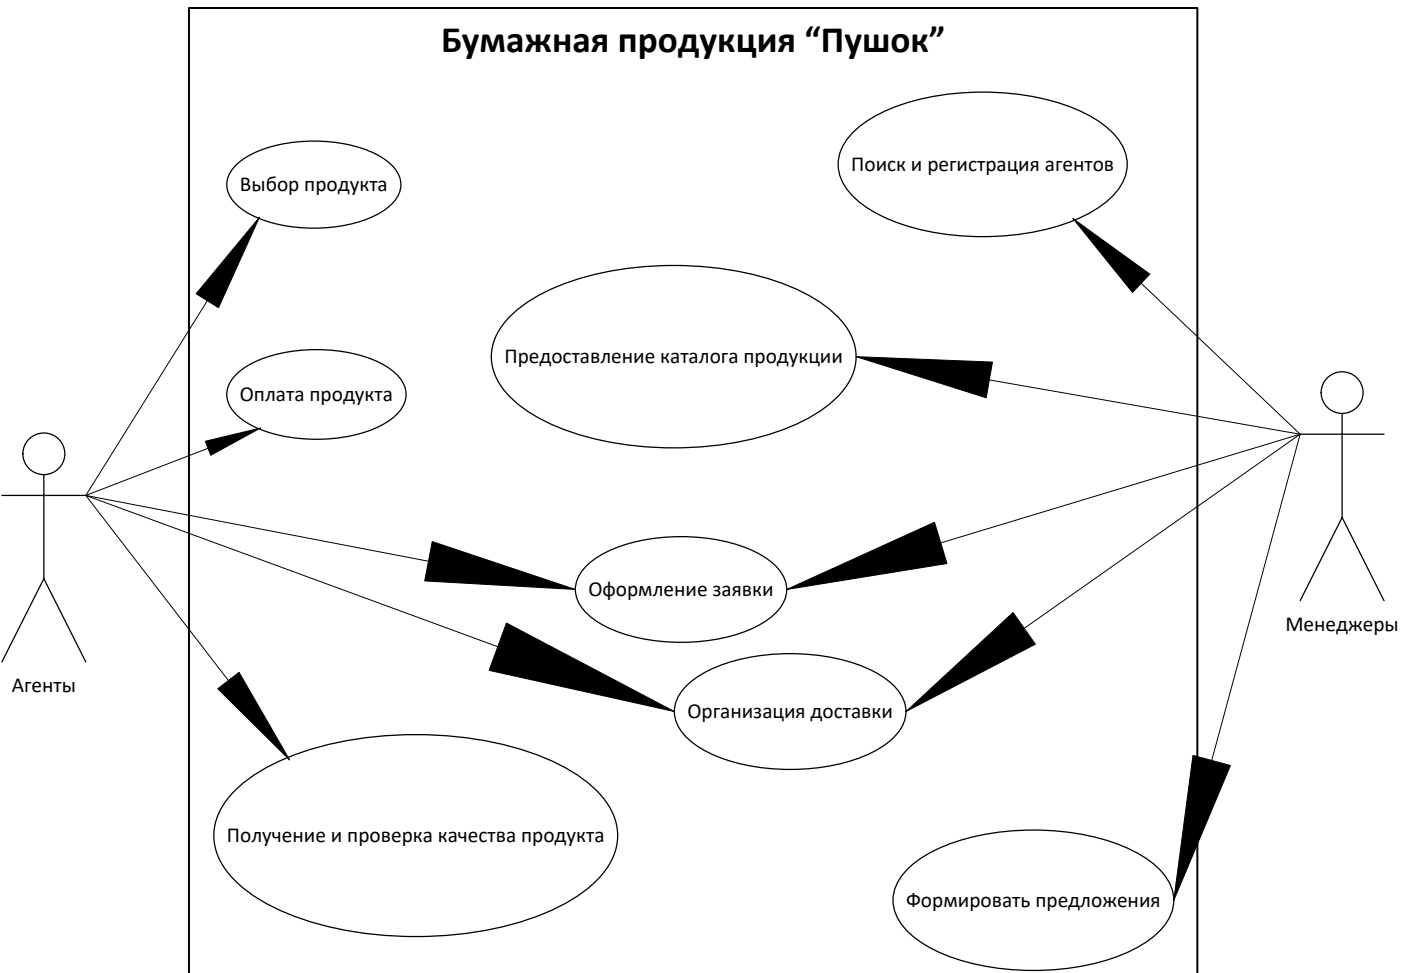 Бумажная продукция “Пушок”
Поиск и регистрация агентов
Выбор продукта
Предоставление каталога продукции
Оплата продукта
Оформление заявки
Менеджеры
Агенты
Организация доставки
Получение и проверка качества продукта
Формировать предложения